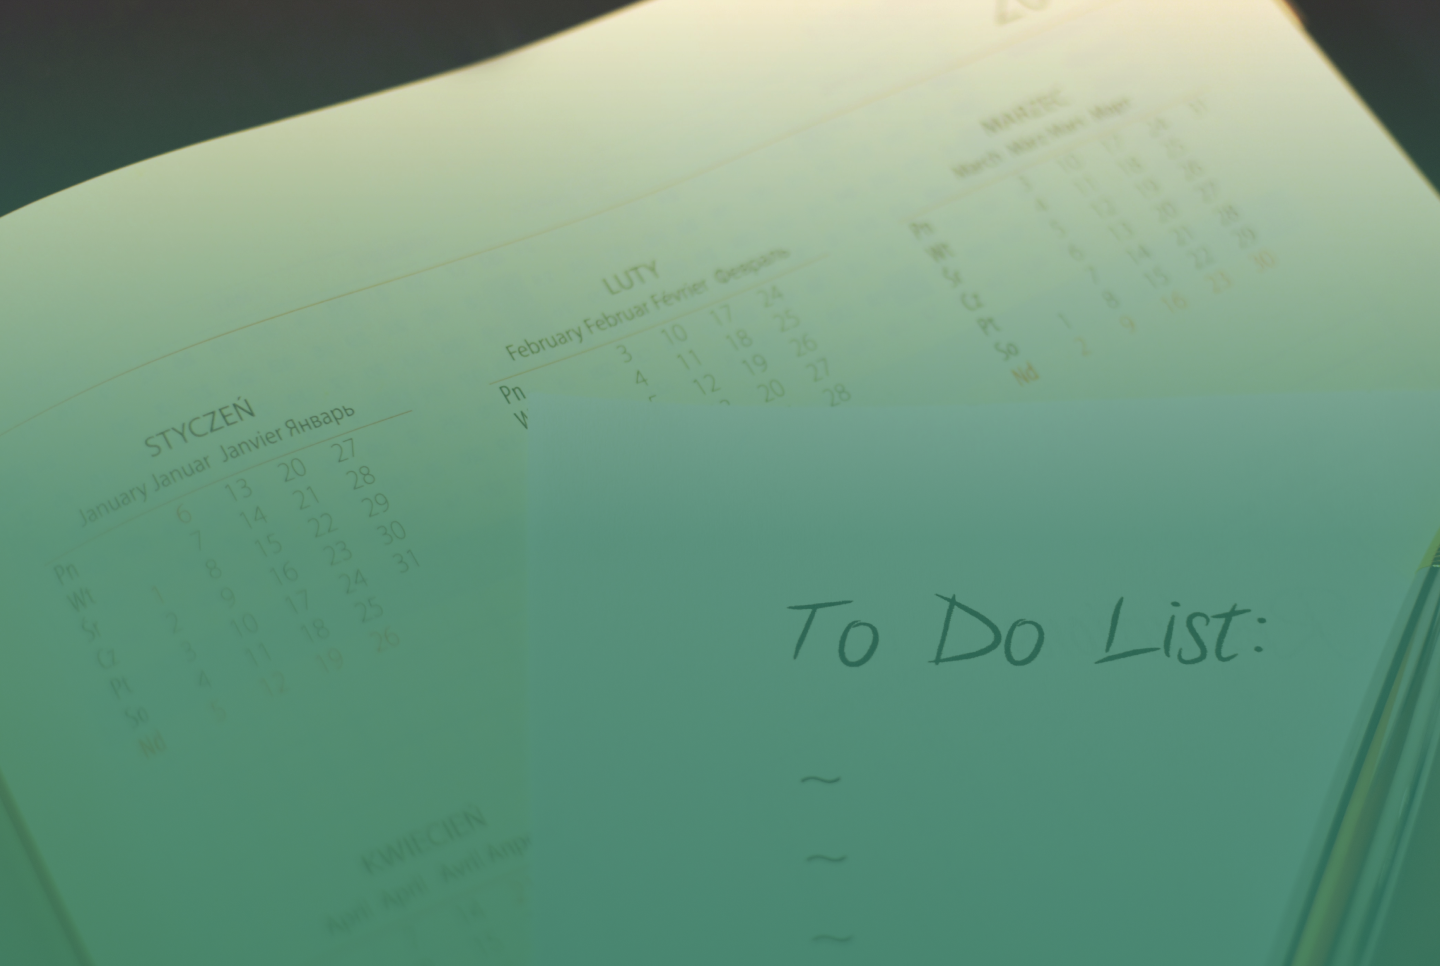 STYCZEŃ
January Januar Janvier Январь
6 13 20 27
Pn 7 14 21 28
Wt 1 8 15 22 29
Śr 2 9 16 23 30
Cz 3 10 17 24 31
Pt 4 11 18 25
So 5 12 19 26
Nd
LUTY
February Februar Février Февраль
Pn 3 10 17 24
W 4 11 18 25
12 19 26
20 27
28
MARZEC
March März Mars Март
Pn 3 10 17 24 31
Wt 4 11 18 25
Śr 5 12 19 26
Cz 6 13 20 27
Pt 7 14 21 28
So 1 8 15 22 29
Nd 2 9 16 23 30
KWIECIEŃ
April April Avril Апре
14
15
To Do List:
~
~
~